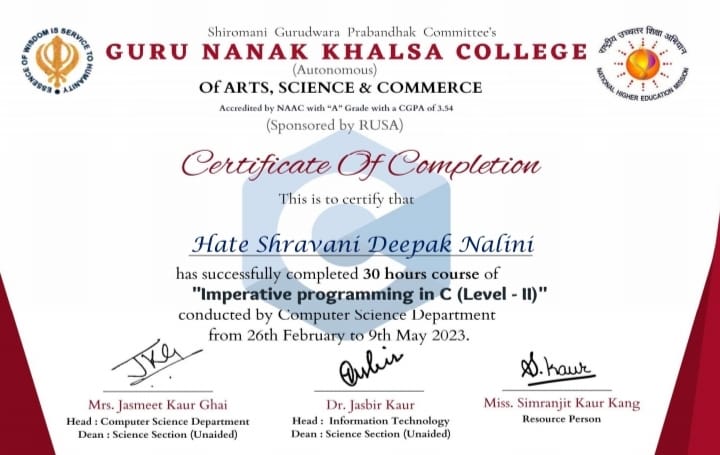 Shiromani Gurudwara Prabandhak Committee's
GURU NANAK KHALSA COLLEGE
(Autonomous)
Of ARTS, SCIENCE & COMMERCE
Accredited by NAAC with "A" Grade with a CGPA of 3.54
(Sponsored by RUSA)
ESSENCE OF WISDOM IS SERVICE TO HUMANITY
राष्ट्रीय उच्चतर शिक्षा अभियान
NATIONAL HIGHER EDUCATION MISSION
Certificate Of Completion
This is to certify that
Hate Shravani Deepak Nalini
has successfully completed 30 hours course of
"Imperative programming in C (Level - II)"
conducted by Computer Science Department
from 26th February to 9th May 2023.
S. Kaur
Mrs. Jasmeet Kaur Ghai
Head : Computer Science Department
Dean : Science Section (Unaided)
Dr. Jasbir Kaur
Head : Information Technology
Dean : Science Section (Unaided)
Miss. Simranjit Kaur Kang
Resource Person